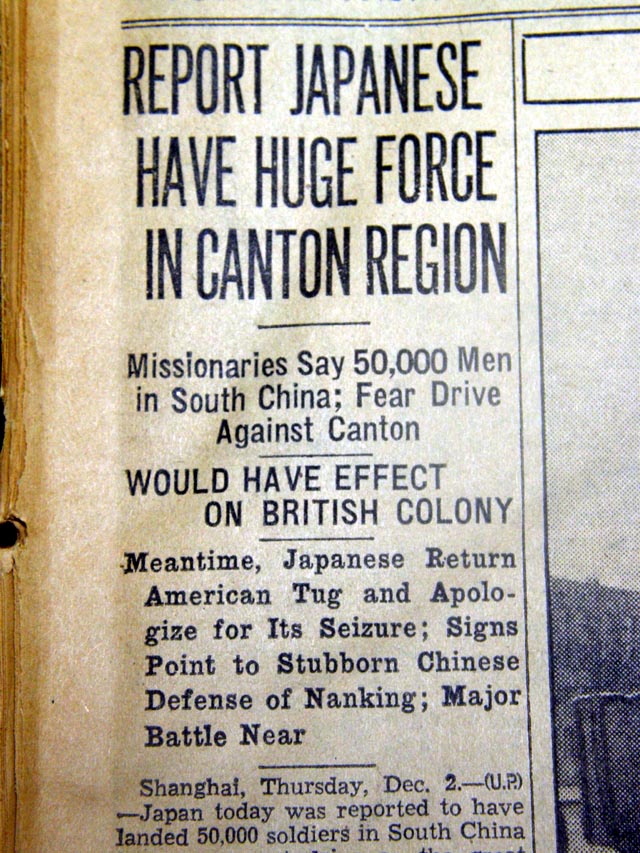 REPORT JAPANESE
HAVE HUGE FORCE
IN CANTON REGION
Missionaries Say 50,000 Men
in South China; Fear Drive
Against Canton
WOULD HAVE EFFECT
ON BRITISH COLONY
Meantime, Japanese Return
American Tug and Apolo-
gize for Its Seizure; Signs
Point to Stubborn Chinese
Defense of Nanking; Major
Battle Near
Shanghai, Thursday, Dec. 2.—(U.P.)
—Japan today was reported to have
landed 50,000 soldiers in South China